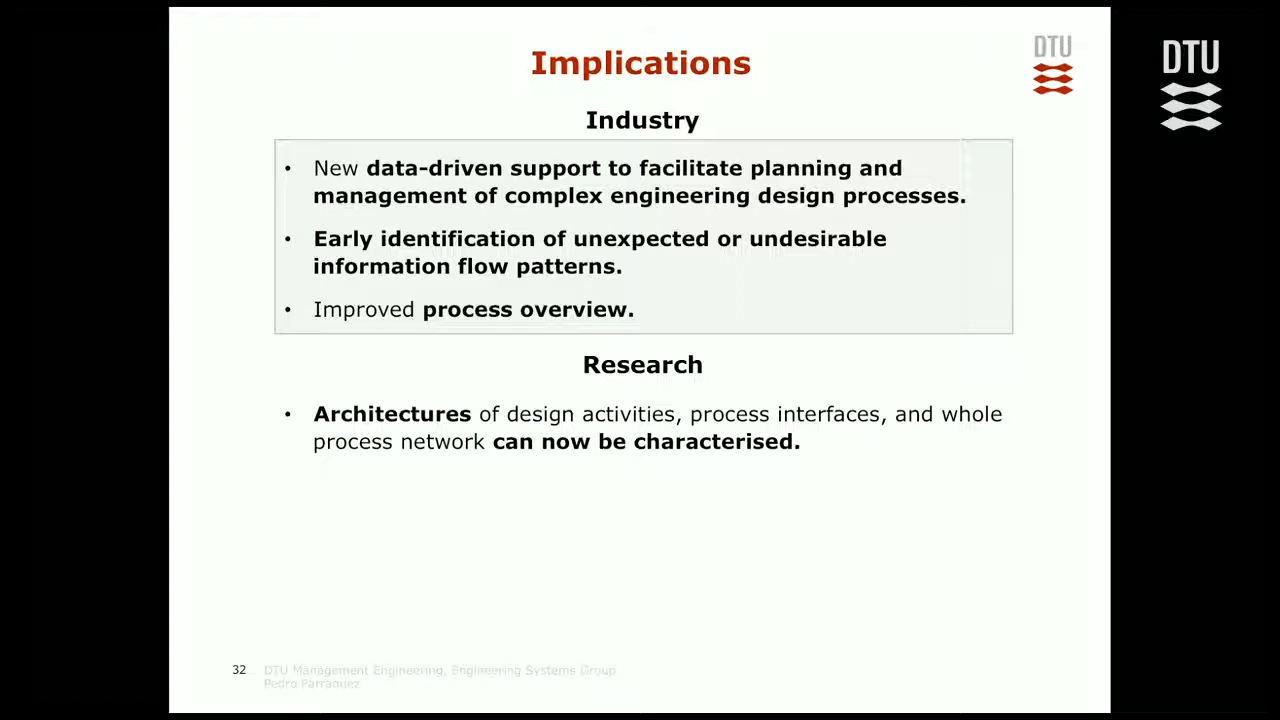 Implications
DTU
DTU
Industry
• New data-driven support to facilitate planning and
management of complex engineering design processes.
• Early identification of unexpected or undesirable
information flow patterns.
• Improved process overview.
Research
• Architectures of design activities, process interfaces, and whole
process network can now be characterised.
32 DTU Management Engineering, Engineering Systems Group
Pedro Parraguez